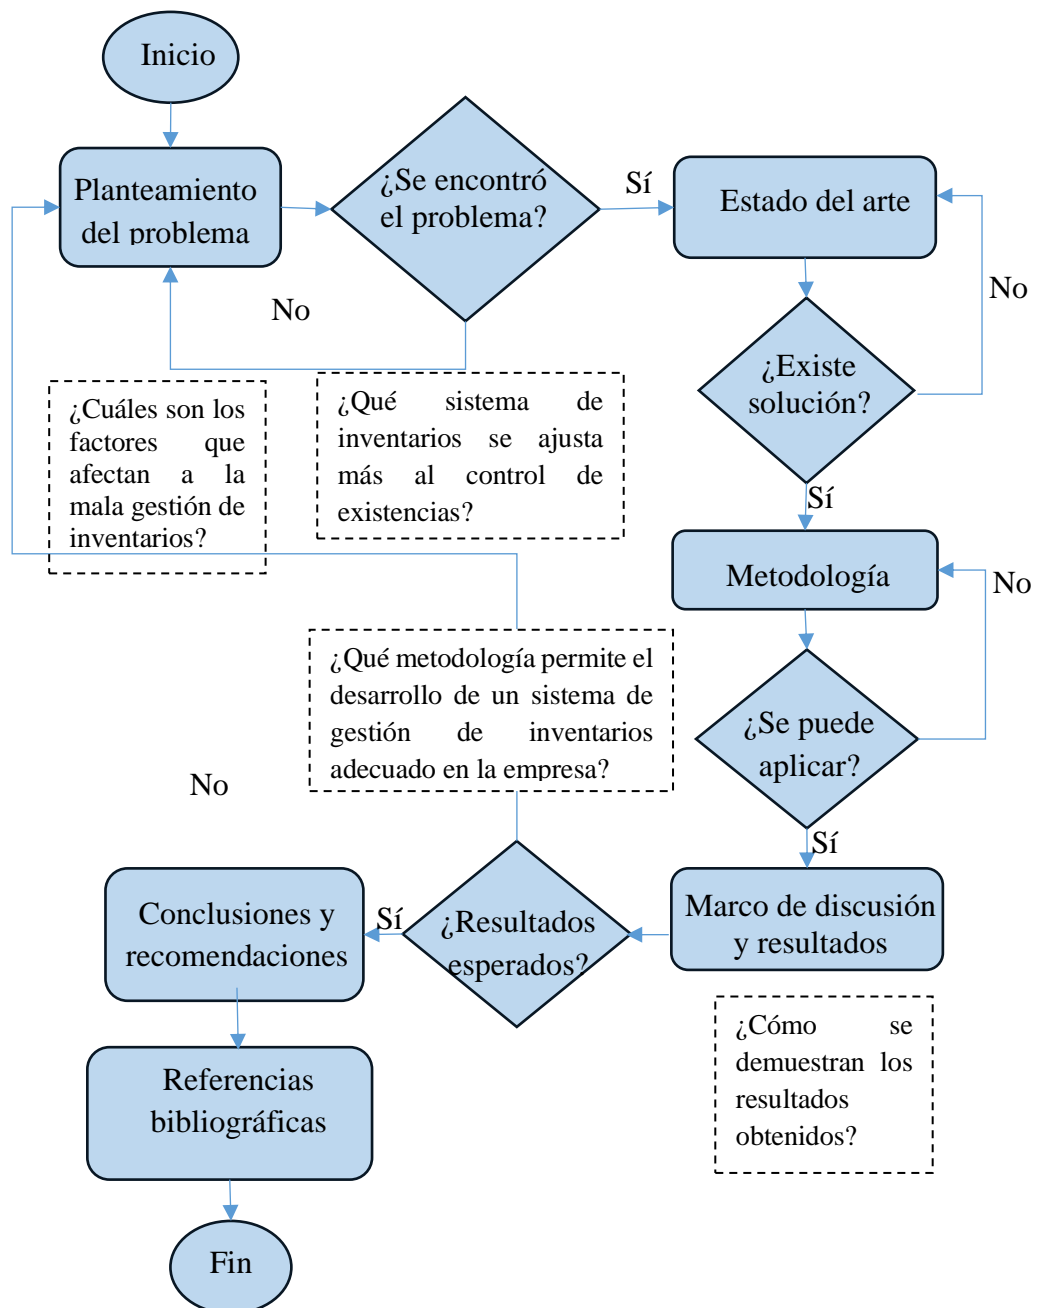 Inicio
Planteamiento
del problema
¿Se encontró
el problema?
Sí
Estado del arte
No
No
¿Existe
solución?
¿Cuáles son los
factores que
afectan a la
mala gestión de
inventarios?
¿Qué sistema de
inventarios se ajusta
más al control de
existencias?
Sí
Metodología
No
¿Qué metodología permite el
desarrollo de un sistema de
gestión de inventarios
adecuado en la empresa?
¿Se puede
aplicar?
No
Sí
Marco de discusión
y resultados
¿Resultados
esperados?
Sí
Conclusiones y
recomendaciones
¿Cómo se
demuestran los
resultados
obtenidos?
Referencias
bibliográficas
Fin